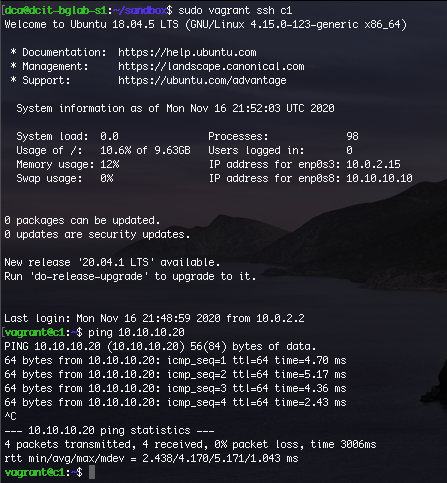 [dca@dcit-bglab-s1:~/sandbox$ sudo vagrant ssh c1
Welcome to Ubuntu 18.04.5 LTS (GNU/Linux 4.15.0-123-generic x86_64)
* Documentation: https://help.ubuntu.com
* Management: https://landscape.canonical.com
* Support: https://ubuntu.com/advantage
System information as of Mon Nov 16 21:52:03 UTC 2020
System load: 0.0 Processes: 98
Usage of /: 10.6% of 9.63GB Users logged in: 0
Memory usage: 12% IP address for enp0s3: 10.0.2.15
Swap usage: 0% IP address for enp0s8: 10.10.10.10
0 packages can be updated.
0 updates are security updates.
New release '20.04.1 LTS' available.
Run 'do-release-upgrade' to upgrade to it.
Last login: Mon Nov 16 21:48:59 2020 from 10.0.2.2
[vagrant@c1:~$ ping 10.10.10.20
PING 10.10.10.20 (10.10.10.20) 56(84) bytes of data.
64 bytes from 10.10.10.20: icmp_seq=1 ttl=64 time=4.70 ms
64 bytes from 10.10.10.20: icmp_seq=2 ttl=64 time=5.17 ms
64 bytes from 10.10.10.20: icmp_seq=3 ttl=64 time=4.36 ms
64 bytes from 10.10.10.20: icmp_seq=4 ttl=64 time=2.43 ms
^C
--- 10.10.10.20 ping statistics ---
4 packets transmitted, 4 received, 0% packet loss, time 3006ms
rtt min/avg/max/mdev = 2.438/4.170/5.171/1.043 ms
vagrant@c1:~$